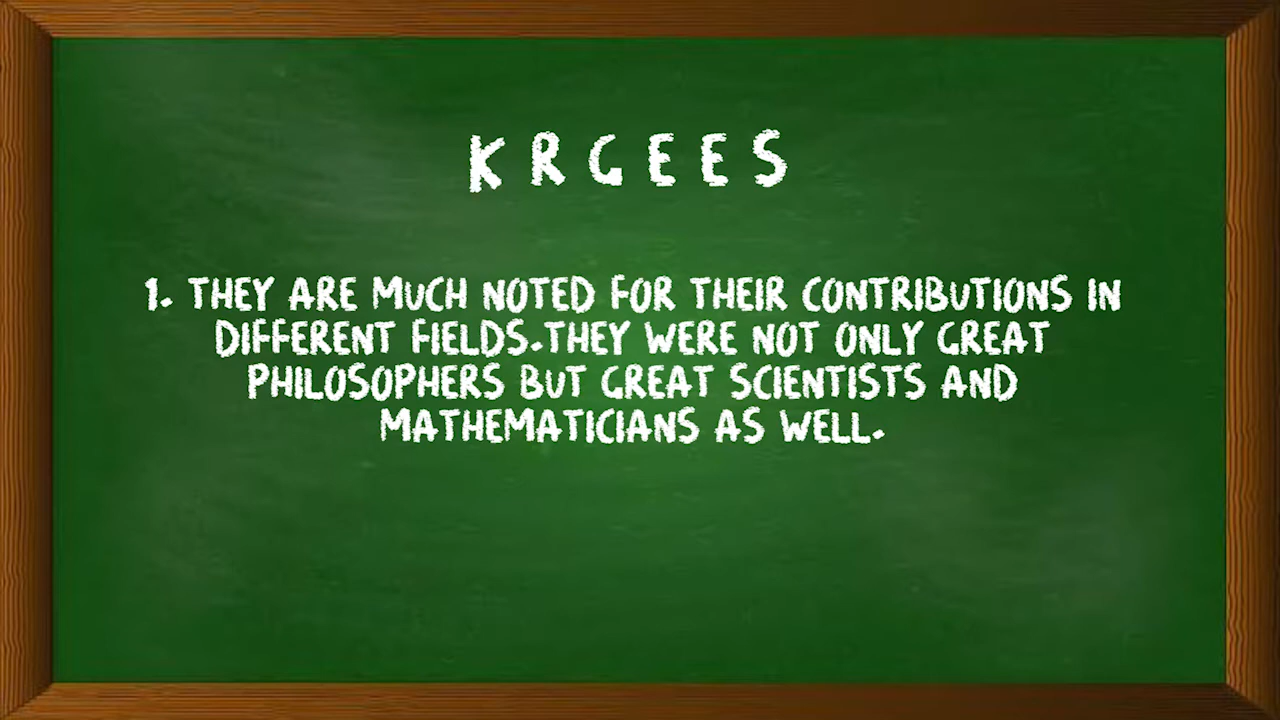 K R G E E S
1. THEY ARE MUCH NOTED FOR THEIR CONTRIBUTIONS IN
DIFFERENT FIELDS.THEY WERE NOT ONLY GREAT
PHILOSOPHERS BUT GREAT SCIENTISTS AND
MATHEMATICIANS AS WELL.